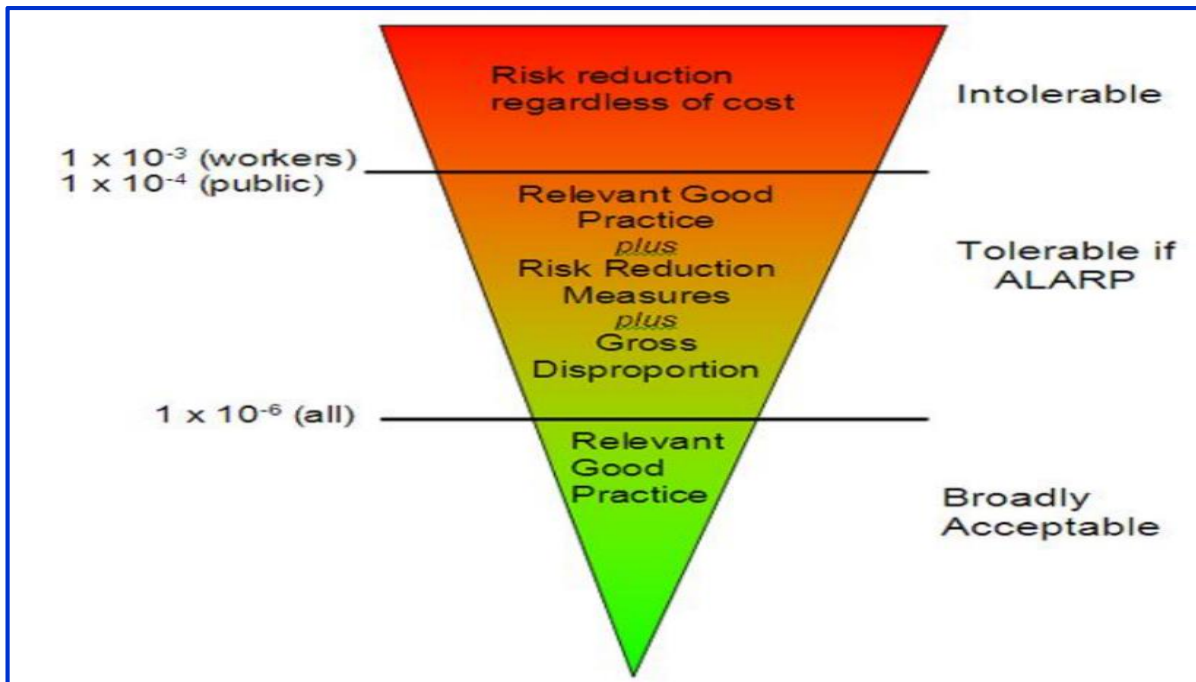 Risk reduction
regardless of cost
Intolerable
1 x 10⁻³ (workers)
1 x 10⁻⁴ (public)
Relevant Good
Practice
plus
Risk Reduction
Measures
plus
Gross
Disproportion
Tolerable if
ALARP
1 x 10⁻⁶ (all)
Relevant
Good
Practice
Broadly
Acceptable